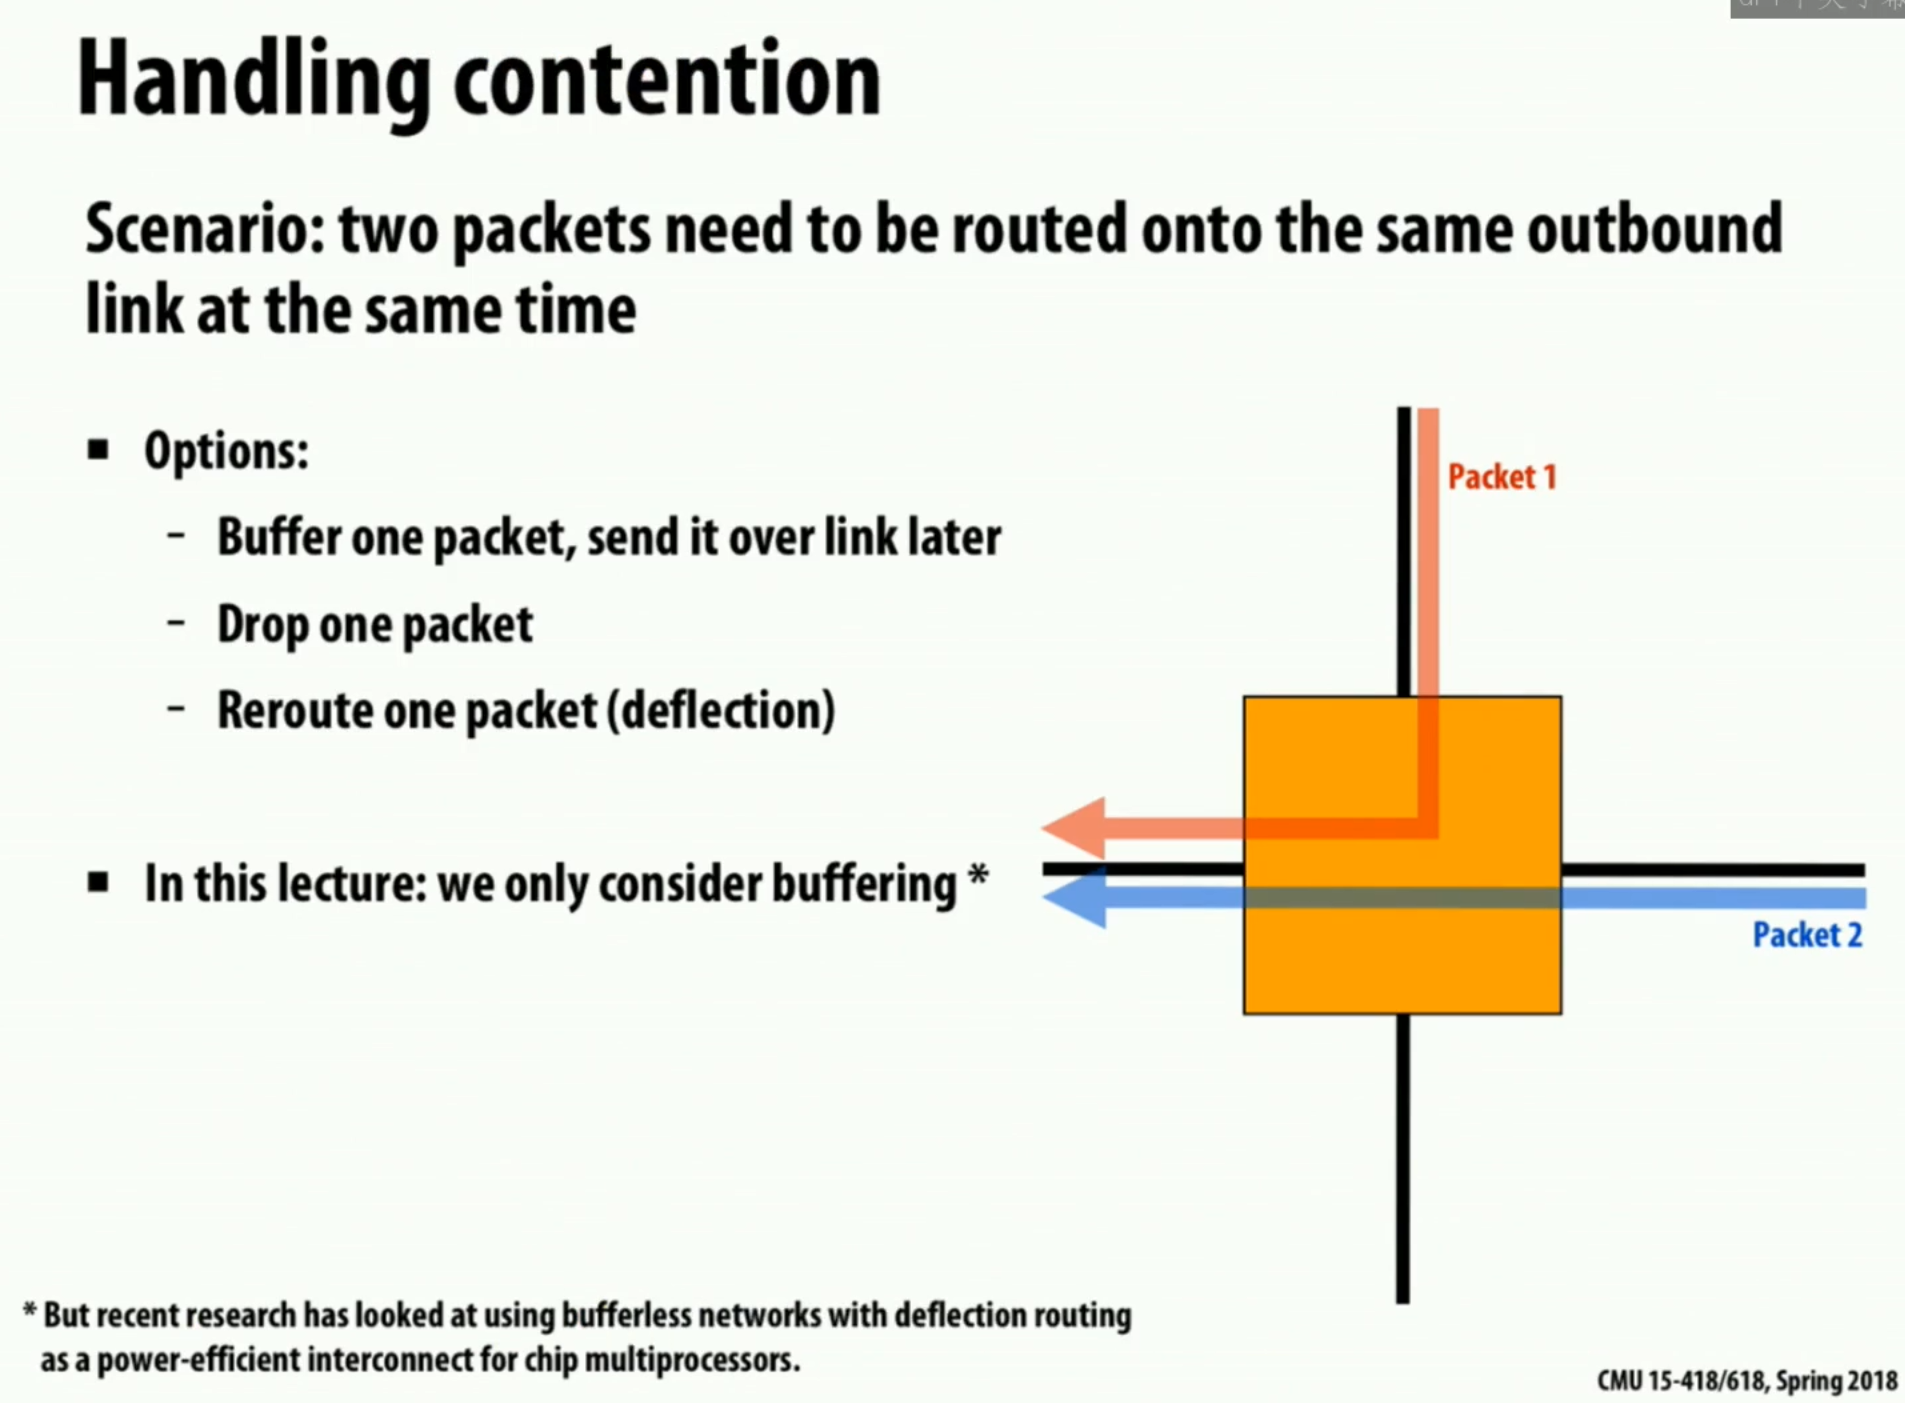 Handling contention
Scenario: two packets need to be routed onto the same outbound
link at the same time
▪ Options:
– Buffer one packet, send it over link later
– Drop one packet
– Reroute one packet (deflection)
▪ In this lecture: we only consider buffering *
Packet 1
Packet 2
* But recent research has looked at using bufferless networks with deflection routing
as a power-efficient interconnect for chip multiprocessors.
CMU 15-418/618, Spring 2018